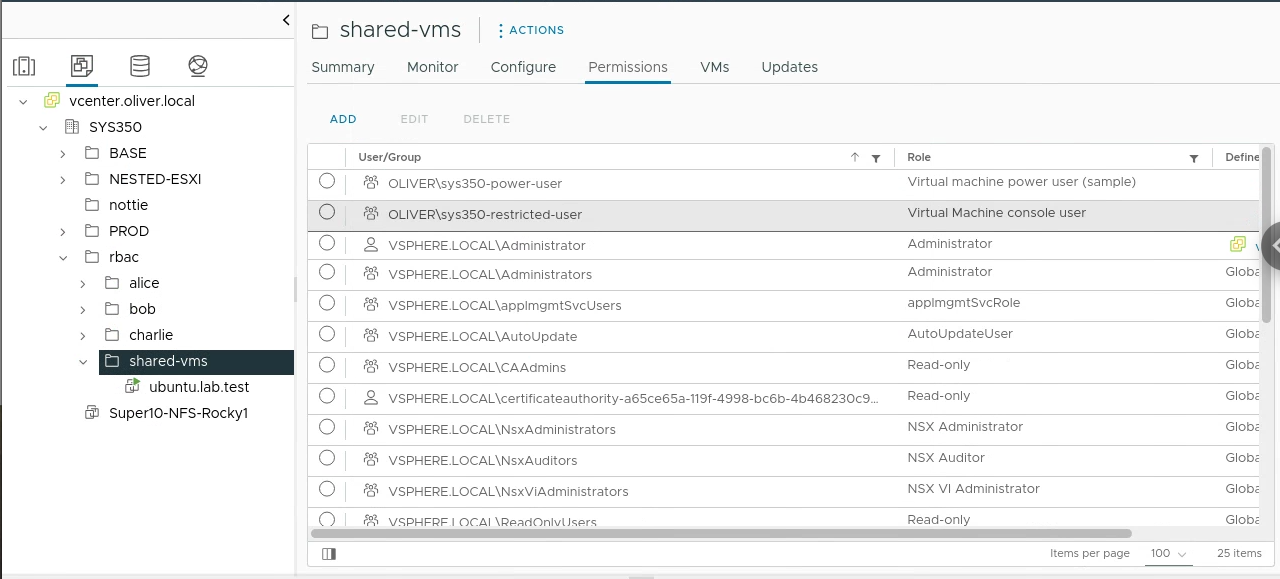 shared-vms
ACTIONS
Summary Monitor Configure Permissions VMs Updates
vcenter.oliver.local
SYS350
BASE
NESTED-ESXI
nottie
PROD
rbac
alice
bob
charlie
shared-vms
ubuntu.lab.test
Super10-NFS-Rocky1
ADD EDIT DELETE
User/Group Role Define
OLIVER\sys350-power-user Virtual machine power user (sample)
OLIVER\sys350-restricted-user Virtual Machine console user
VSPHERE.LOCAL\Administrator Administrator
VSPHERE.LOCAL\Administrators Administrator Globa
VSPHERE.LOCAL\applmgmtSvcUsers applmgmtSvcRole Globa
VSPHERE.LOCAL\AutoUpdate AutoUpdateUser Globa
VSPHERE.LOCAL\CAAdmins Read-only Globa
VSPHERE.LOCAL\certificateauthority-a65ce65a-119f-4998-bc6b-4b468230c9... Read-only Globa
VSPHERE.LOCAL\NsxAdministrators NSX Administrator Globa
VSPHERE.LOCAL\NsxAuditors NSX Auditor Globa
VSPHERE.LOCAL\NsxViAdministrators NSX VI Administrator Globa
VSPHERE.LOCAL\ReadOnlyUsers Read-only Globa
Items per page 100 25 items